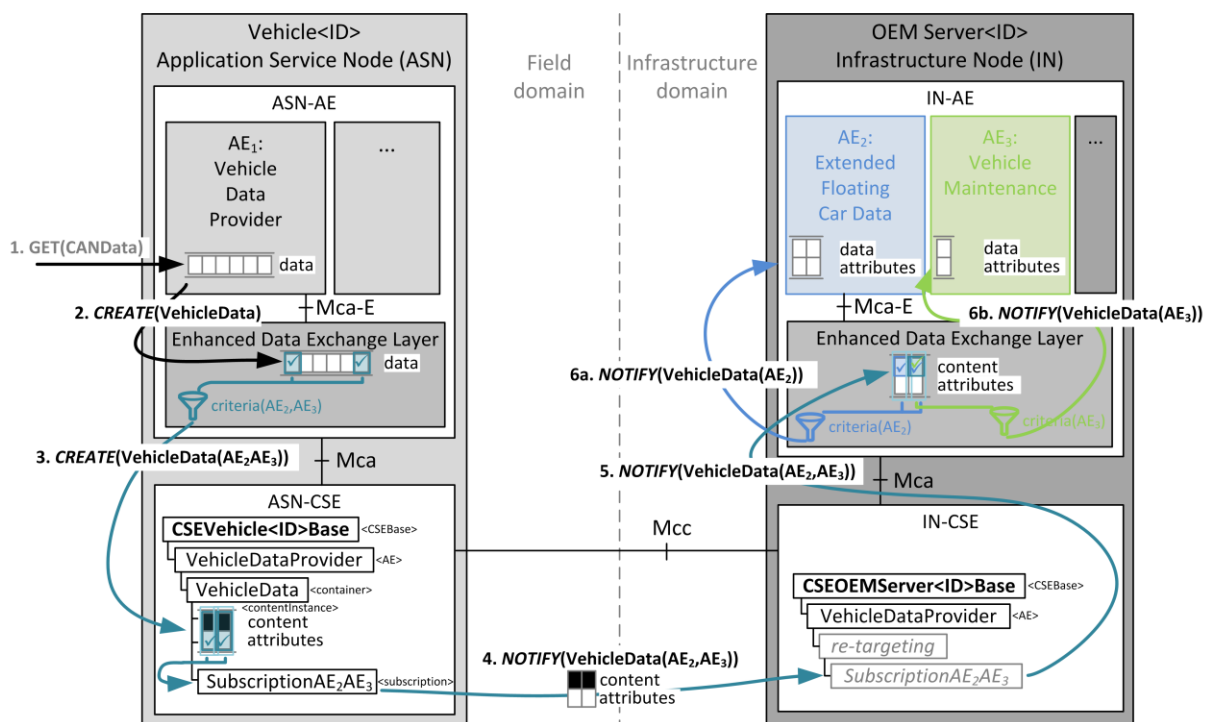 Vehicle<ID>
Application Service Node (ASN)
Field
domain
Infrastructure
domain
OEM Server<ID>
Infrastructure Node (IN)
ASN-AE
AE₁:
Vehicle
Data
Provider
data
...
1. GET(CANData)
2. CREATE(VehicleData)
Mca-E
Enhanced Data Exchange Layer
data
criteria(AE₂,AE₃)
3. CREATE(VehicleData(AE₂AE₃))
Mca
ASN-CSE
CSEVehicle<ID>Base
<CSEBase>
VehicleDataProvider
<AE>
VehicleData
<container>
<contentInstance>
content
attributes
SubscriptionAE₂AE₃
<subscription>
Mcc
4. NOTIFY(VehicleData(AE₂,AE₃))
content
attributes
IN-AE
AE₂:
Extended
Floating
Car Data
data
attributes
AE₃:
Vehicle
Maintenance
data
attributes
...
Mca-E
6b. NOTIFY(VehicleData(AE₃))
Enhanced Data Exchange Layer
6a. NOTIFY(VehicleData(AE₂))
content
attributes
criteria(AE₂)
criteria(AE₃)
5. NOTIFY(VehicleData(AE₂,AE₃))
Mca
IN-CSE
CSEOEMServer<ID>Base
<CSEBase>
VehicleDataProvider
<AE>
re-targeting
SubscriptionAE₂AE₃